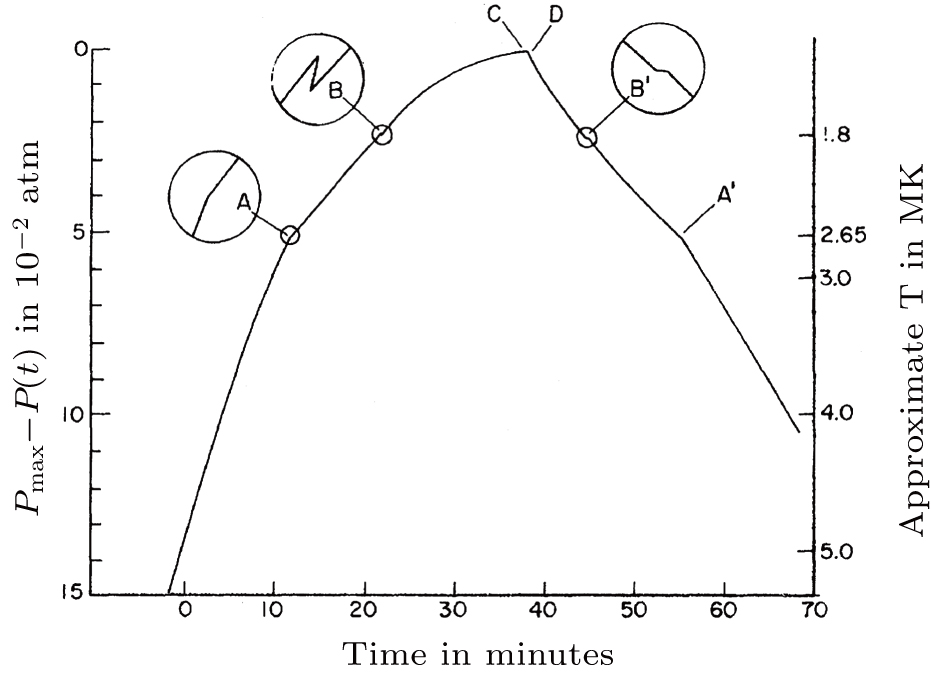 C D
0
B
B'
1.8
A
A'
5
2.65
3.0
10
4.0
5.0
15
0 10 20 30 40 50 60 70
Time in minutes
P_max−P(t) in 10^−2 atm
Approximate T in MK